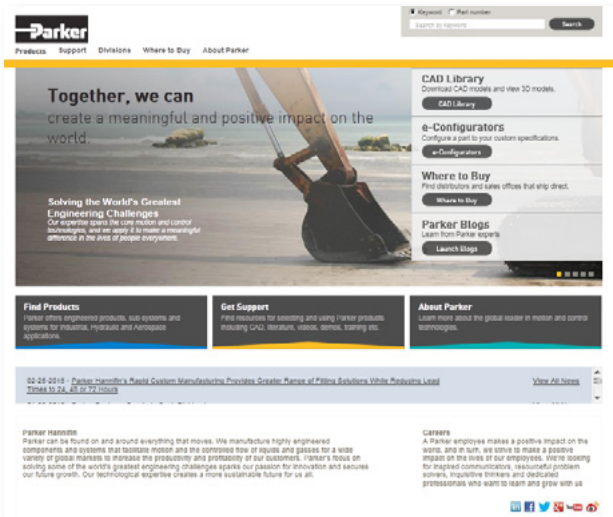 Keyword Part number
Parker
Search by keyword
Search
Products Support Divisions Where to Buy About Parker
Together, we can
create a meaningful and positive impact on the
world.
Solving the World's Greatest
Engineering Challenges
Our expertise spans the core motion and control
technologies, and we apply it to make a meaningful
difference in the lives of people everywhere.
CAD Library
Download CAD models and view 3D models.
CAD Library
e-Configurators
Configure a part to your custom specifications.
e-Configurators
Where to Buy
Find distributors and sales offices that ship direct.
Where to Buy
Parker Blogs
Learn from Parker experts
Launch Blogs
Find Products
Parker offers engineered products, sub-systems and
systems for Industrial, Hydraulic and Aerospace
applications.
Get Support
Find resources for selecting and using Parker products
including CAD, literature, videos, demos, training etc.
About Parker
Learn more about the global leader in motion and control
technologies.
02-25-2015 - Parker Hannifin's Rapid Custom Manufacturing Provides Greater Range of Fitting Solutions While Reducing Lead
Times to 24, 48 or 72 Hours
View All News
Parker Hannifin
Parker can be found on and around everything that moves. We manufacture highly engineered
components and systems that facilitate motion and the controlled flow of liquids and gasses for a wide
variety of global markets to increase the productivity and profitability of our customers. Parker's focus on
solving some of the world's greatest engineering challenges sparks our passion for innovation and secures
our future growth. Our technological expertise creates a more sustainable future for us all.
Careers
A Parker employee makes a positive impact on the
world, and in turn, we strive to make a positive
impact on the lives of our employees. We're looking
for inspired communicators, resourceful problem
solvers, inquisitive thinkers and dedicated
professionals who want to learn and grow with us